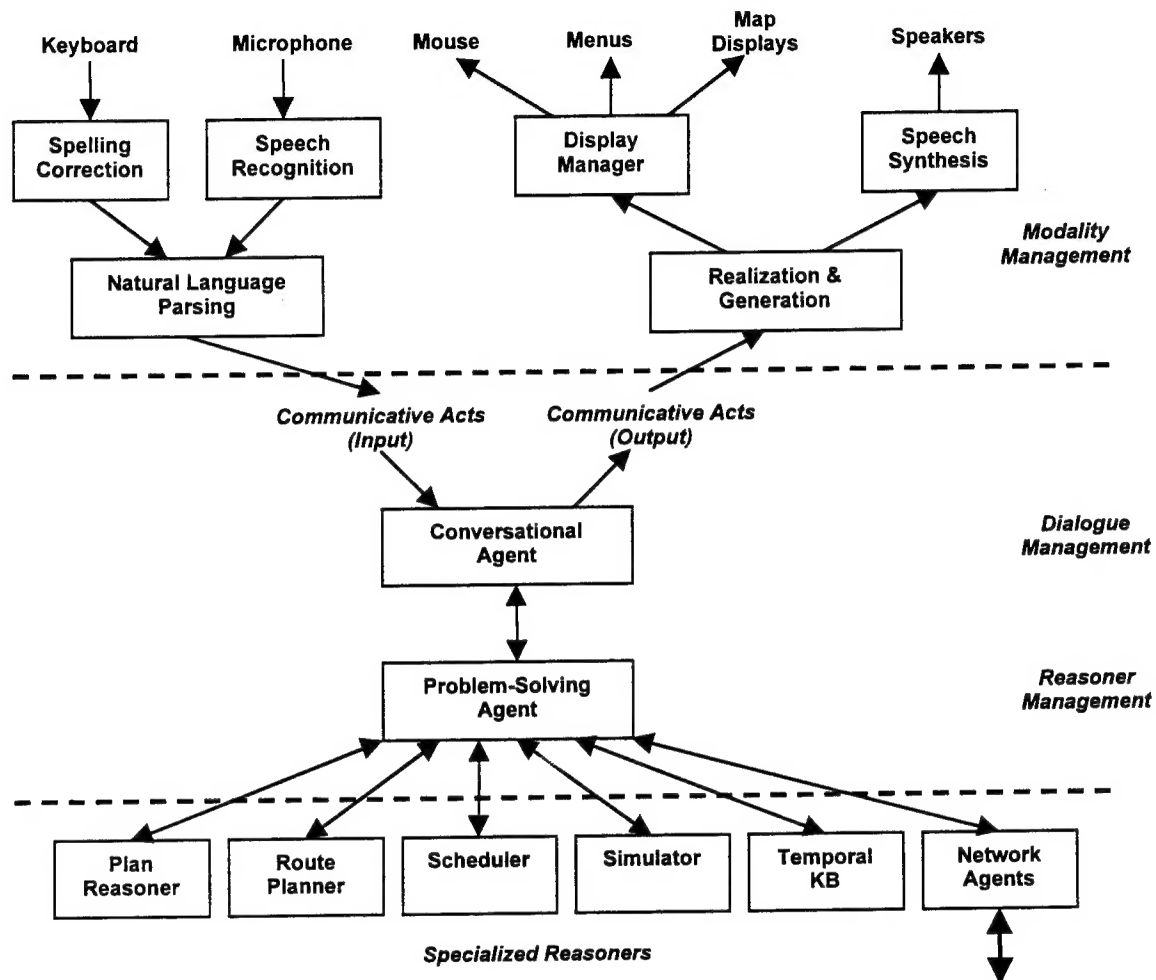 Keyboard
Microphone
Mouse
Menus
Map
Displays
Speakers
Spelling
Correction
Speech
Recognition
Display
Manager
Speech
Synthesis
Modality
Management
Natural Language
Parsing
Realization &
Generation
Communicative Acts
(Input)
Communicative Acts
(Output)
Conversational
Agent
Dialogue
Management
Problem-Solving
Agent
Reasoner
Management
Plan
Reasoner
Route
Planner
Scheduler
Simulator
Temporal
KB
Network
Agents
Specialized Reasoners